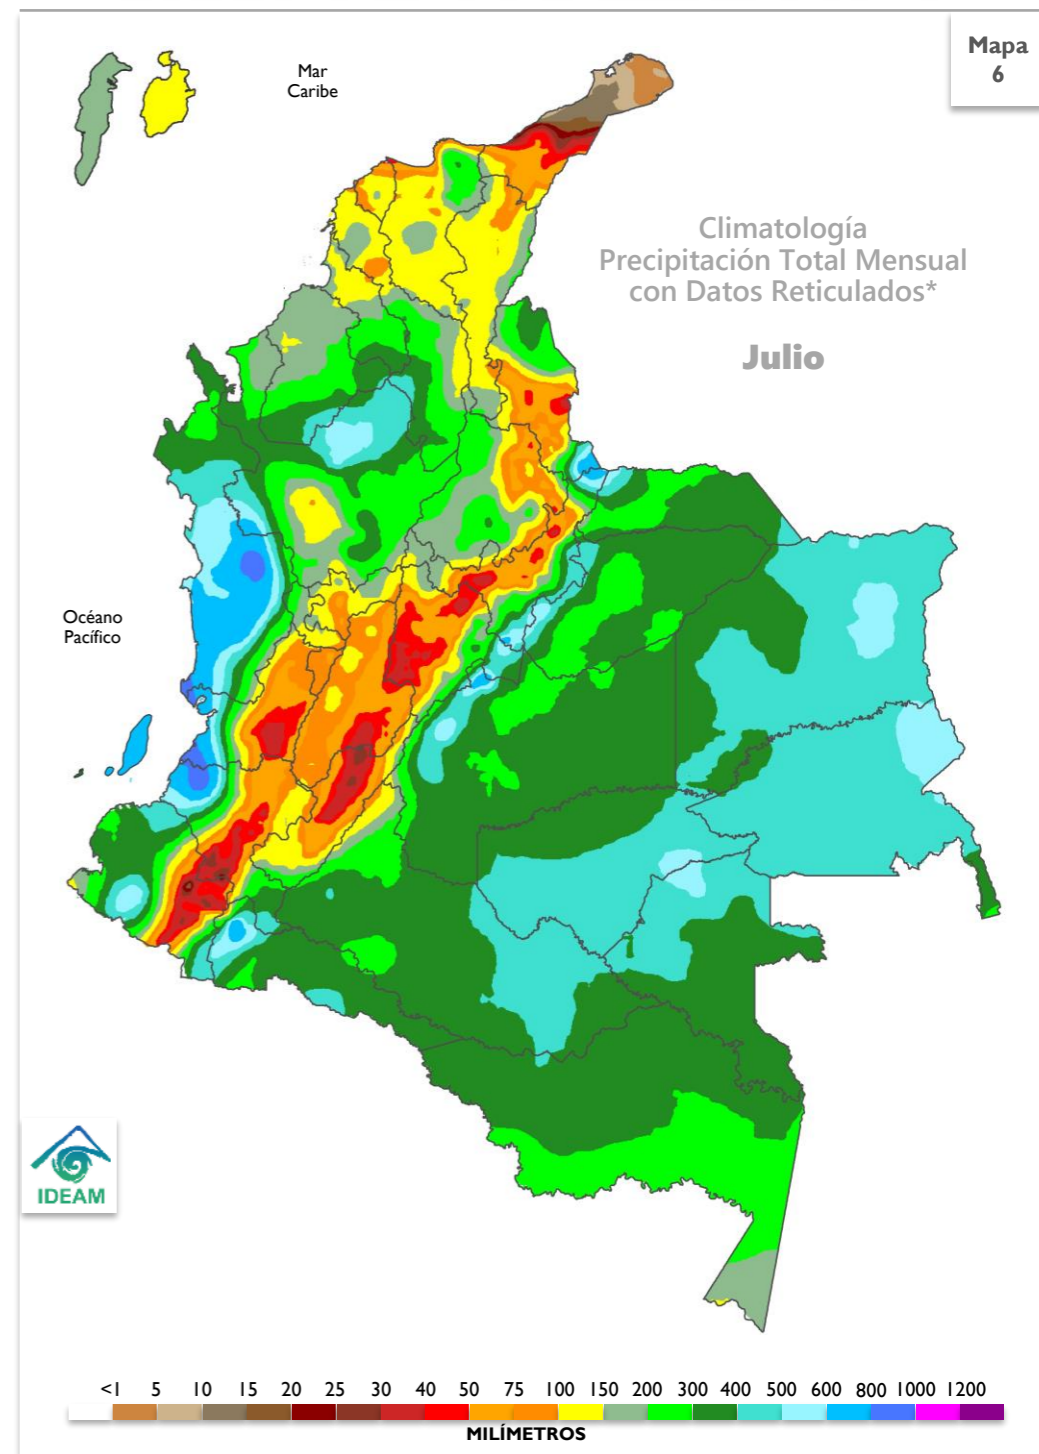 Mapa
6
Mar
Caribe
Climatología
Precipitación Total Mensual
con Datos Reticulados*
Julio
Océano
Pacífico
IDEAM
<1 5 10 15 20 25 30 40 50 75 100 150 200 300 400 500 600 800 1000 1200
MILÍMETROS